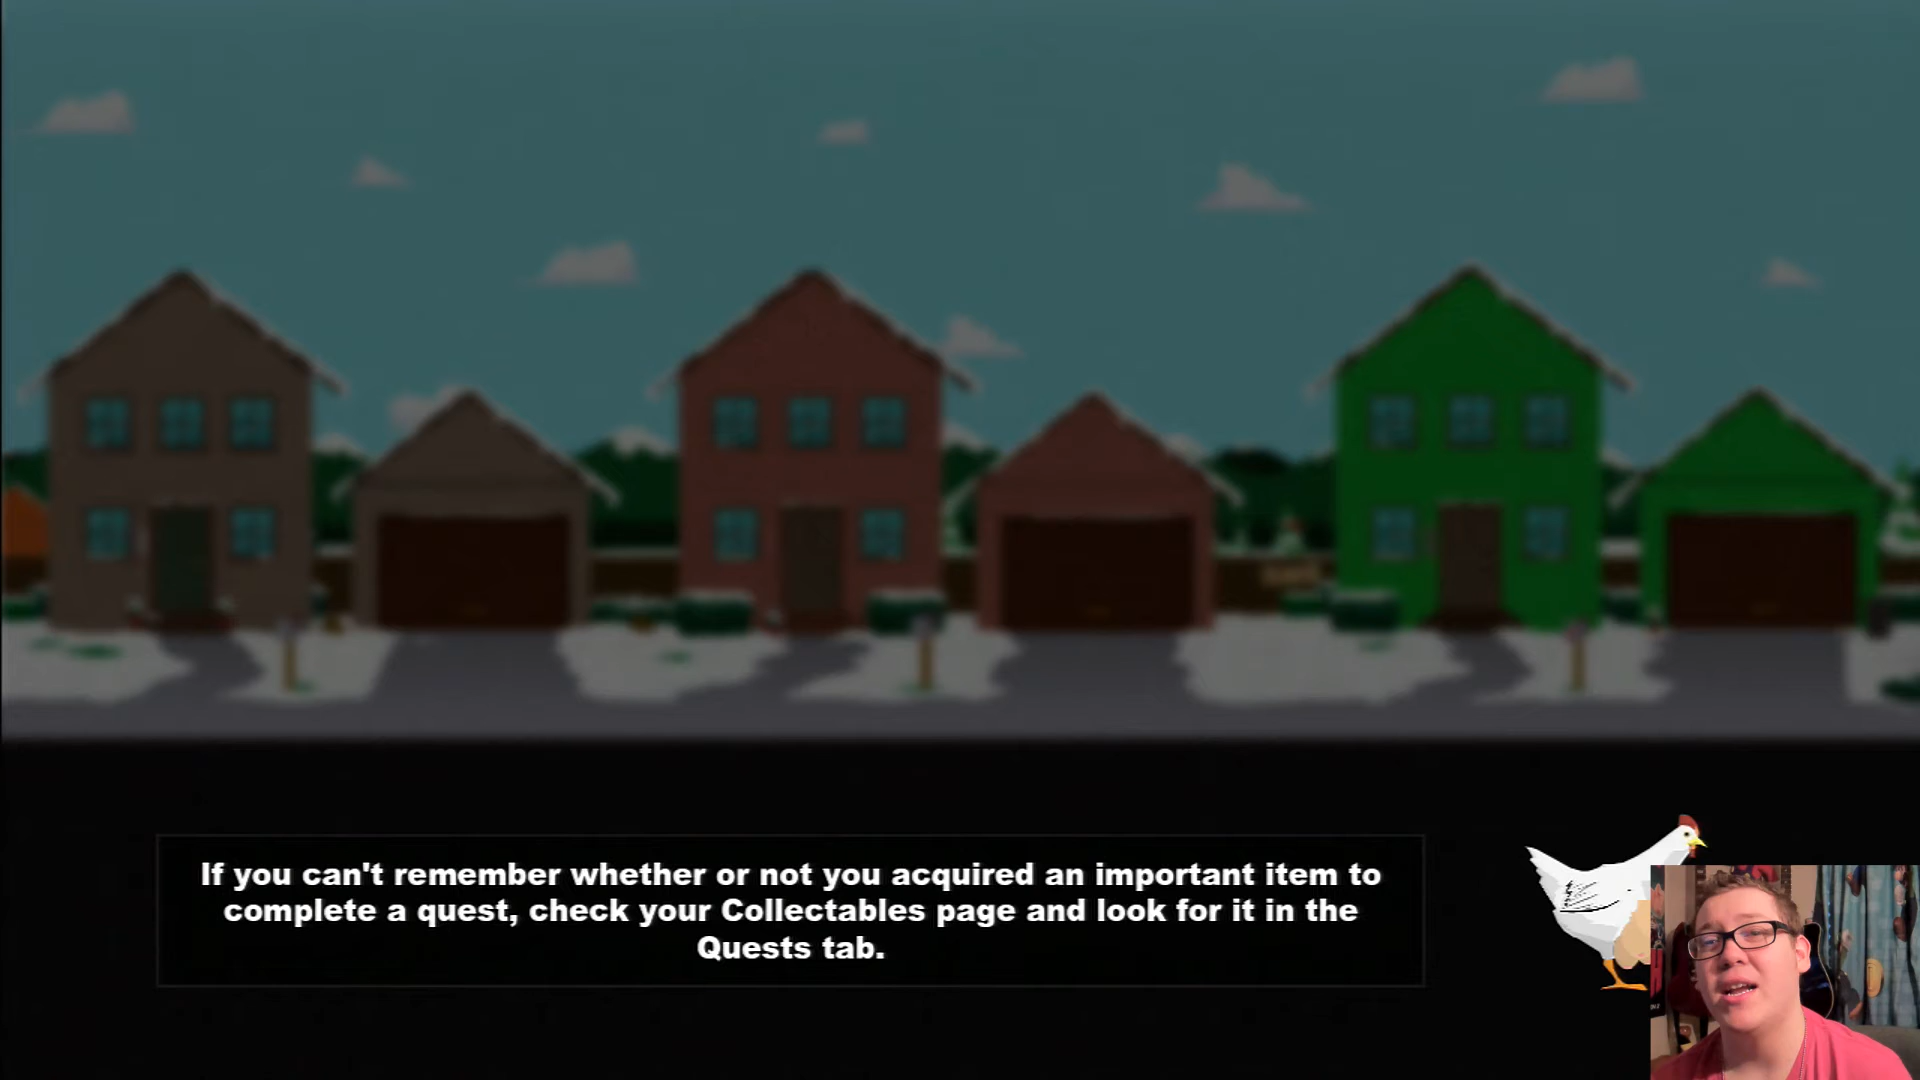 If you can't remember whether or not you acquired an important item to
complete a quest, check your Collectables page and look for it in the
Quests tab.